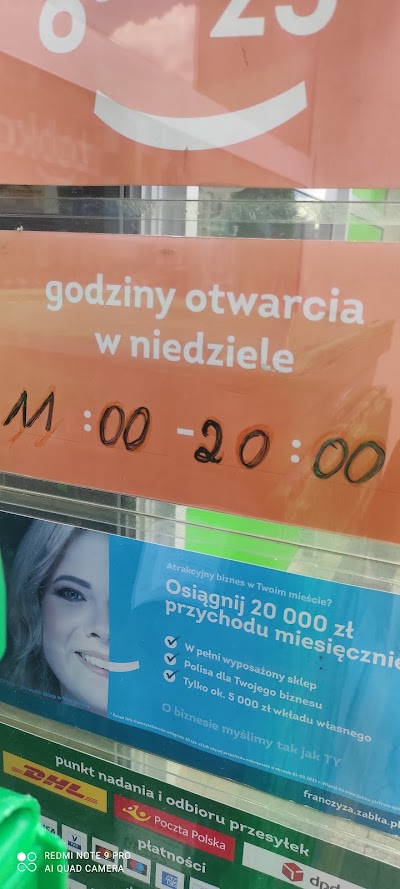 godziny otwarcia
w niedziele
11:00-20:00
Atrakcyjny biznes w Twoim mieście?
Osiągnij 20 000 zł
przychodu miesięcznie
W pełni wyposażony sklep
Polisa dla Twojego biznesu
Tylko ok. 5 000 zł wkładu własnego
O biznesie myślimy tak jak TY
franczyza.zabka.pl
punkt nadania i odbioru przesyłek
DHL
Poczta Polska
dpd
płatności
VISA
REDMI NOTE 9 PRO
AI QUAD CAMERA